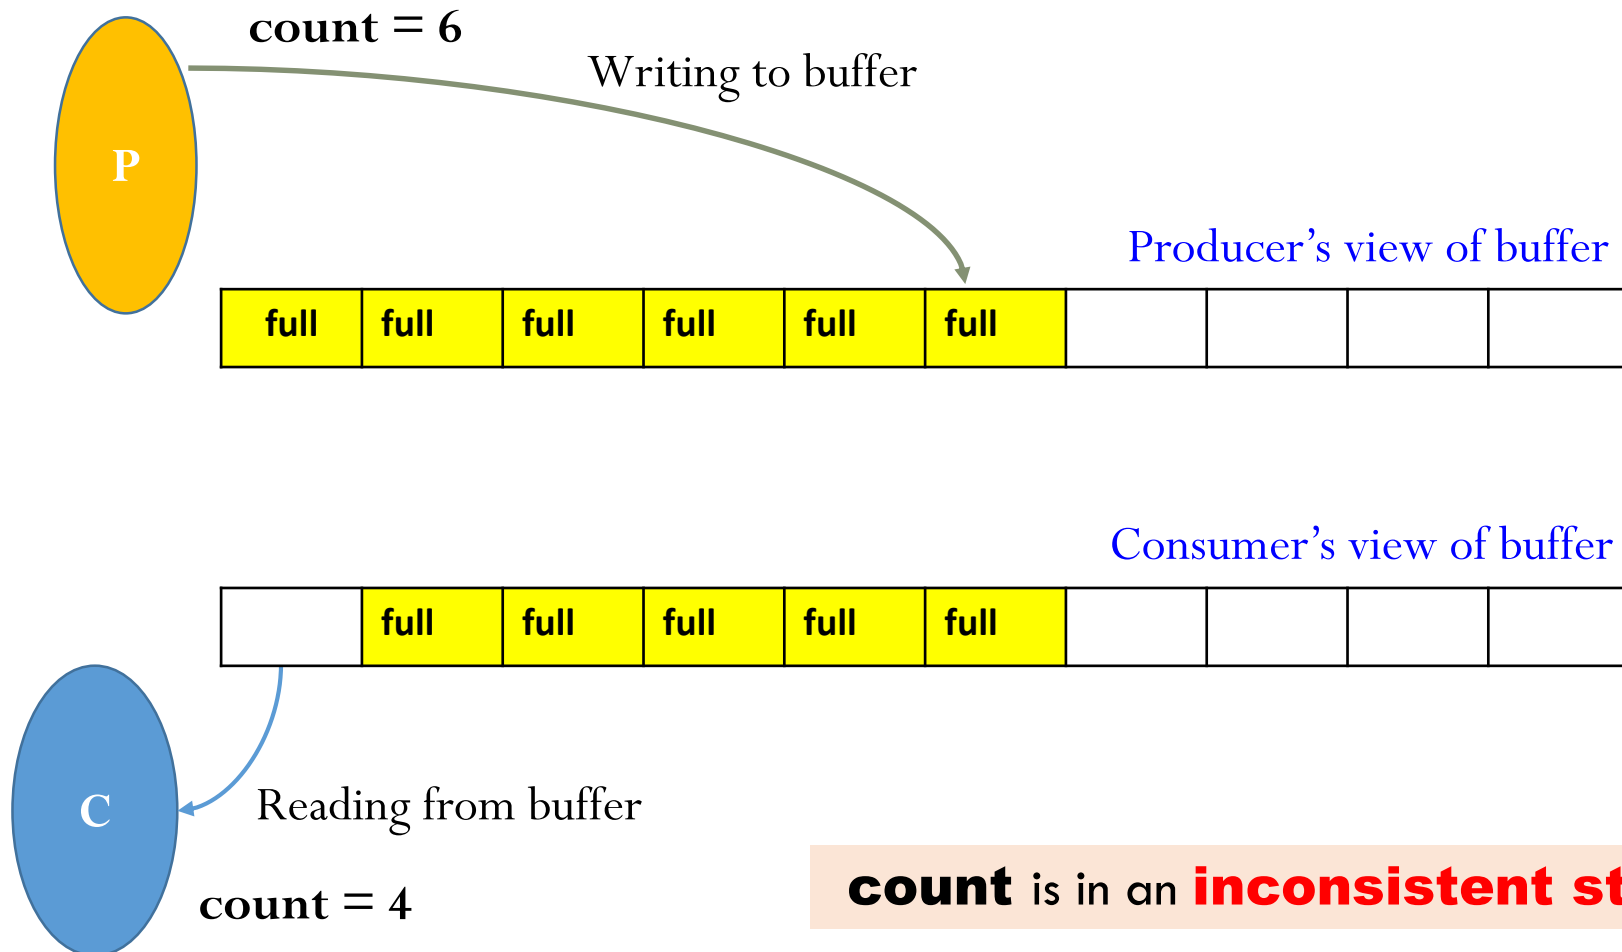 count = 6
Writing to buffer
P
Producer’s view of buffer
full full full full full full
Consumer’s view of buffer
full full full full full
C
Reading from buffer
count = 4
count is in an inconsistent st